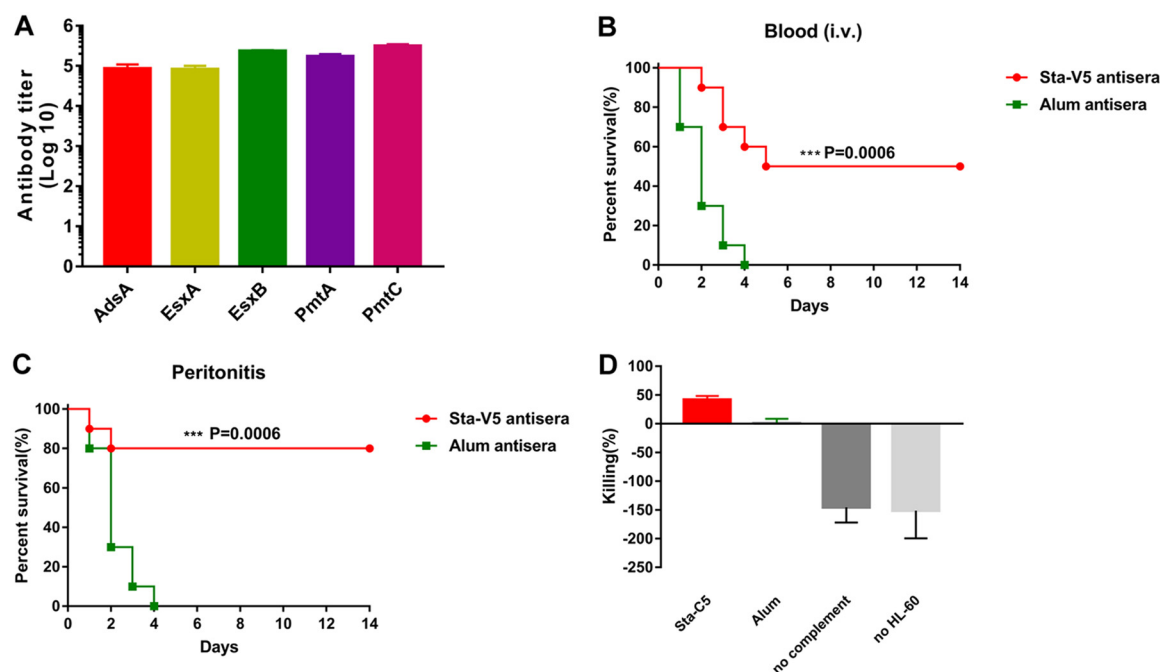 A
Antibody titer
(Log 10)
6
5
4
3
2
1
0
AdsA
EsxA
EsxB
PmtA
PmtC
B
Blood (i.v.)
Percent survival(%)
100
80
60
40
20
0
0 2 4 6 8 10 12 14
Days
*** P=0.0006
Sta-V5 antisera
Alum antisera
C
Peritonitis
Percent survival(%)
100
80
60
40
20
0
0 2 4 6 8 10 12 14
Days
*** P=0.0006
Sta-V5 antisera
Alum antisera
D
Killing(%)
100
50
0
-50
-100
-150
-200
-250
Sta-C5
Alum
no complement
no HL-60